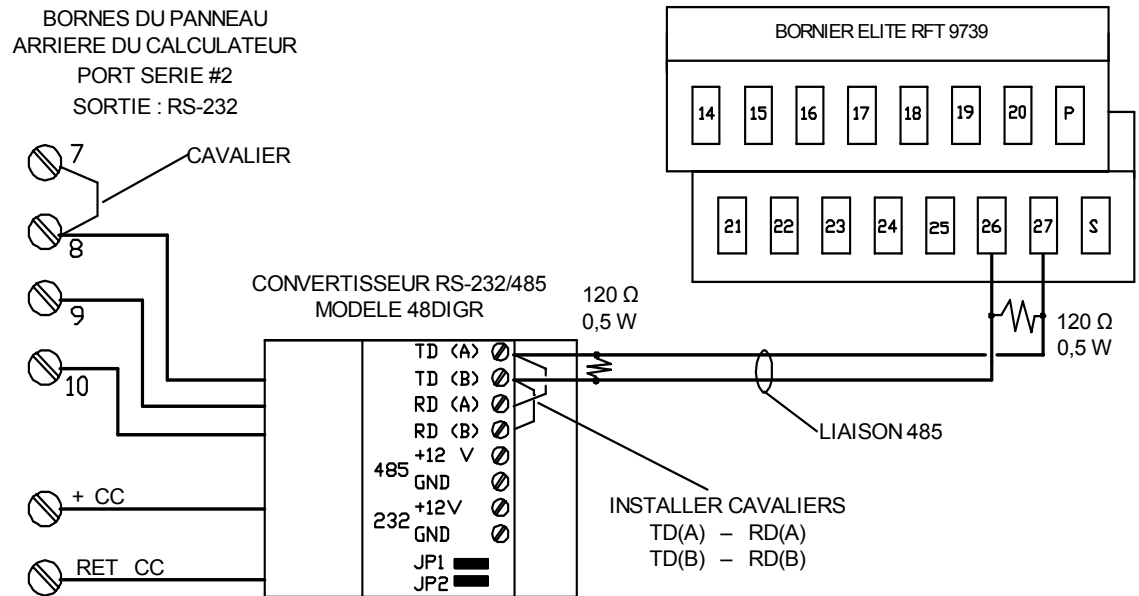 BORNES DU PANNEAU
ARRIERE DU CALCULATEUR
PORT SERIE #2
SORTIE : RS-232
7
CAVALIER
8
9
10
+ CC
RET CC
CONVERTISSEUR RS-232/485
MODELE 48DIGR
TD (A)
TD (B)
RD (A)
RD (B)
+12 V
485
GND
+12V
232
GND
JP1
JP2
120 Ω
0,5 W
BORNIER ELITE RFT 9739
14 15 16 17 18 19 20 P
21 22 23 24 25 26 27 S
120 Ω
0,5 W
LIAISON 485
INSTALLER CAVALIERS
TD(A) – RD(A)
TD(B) – RD(B)